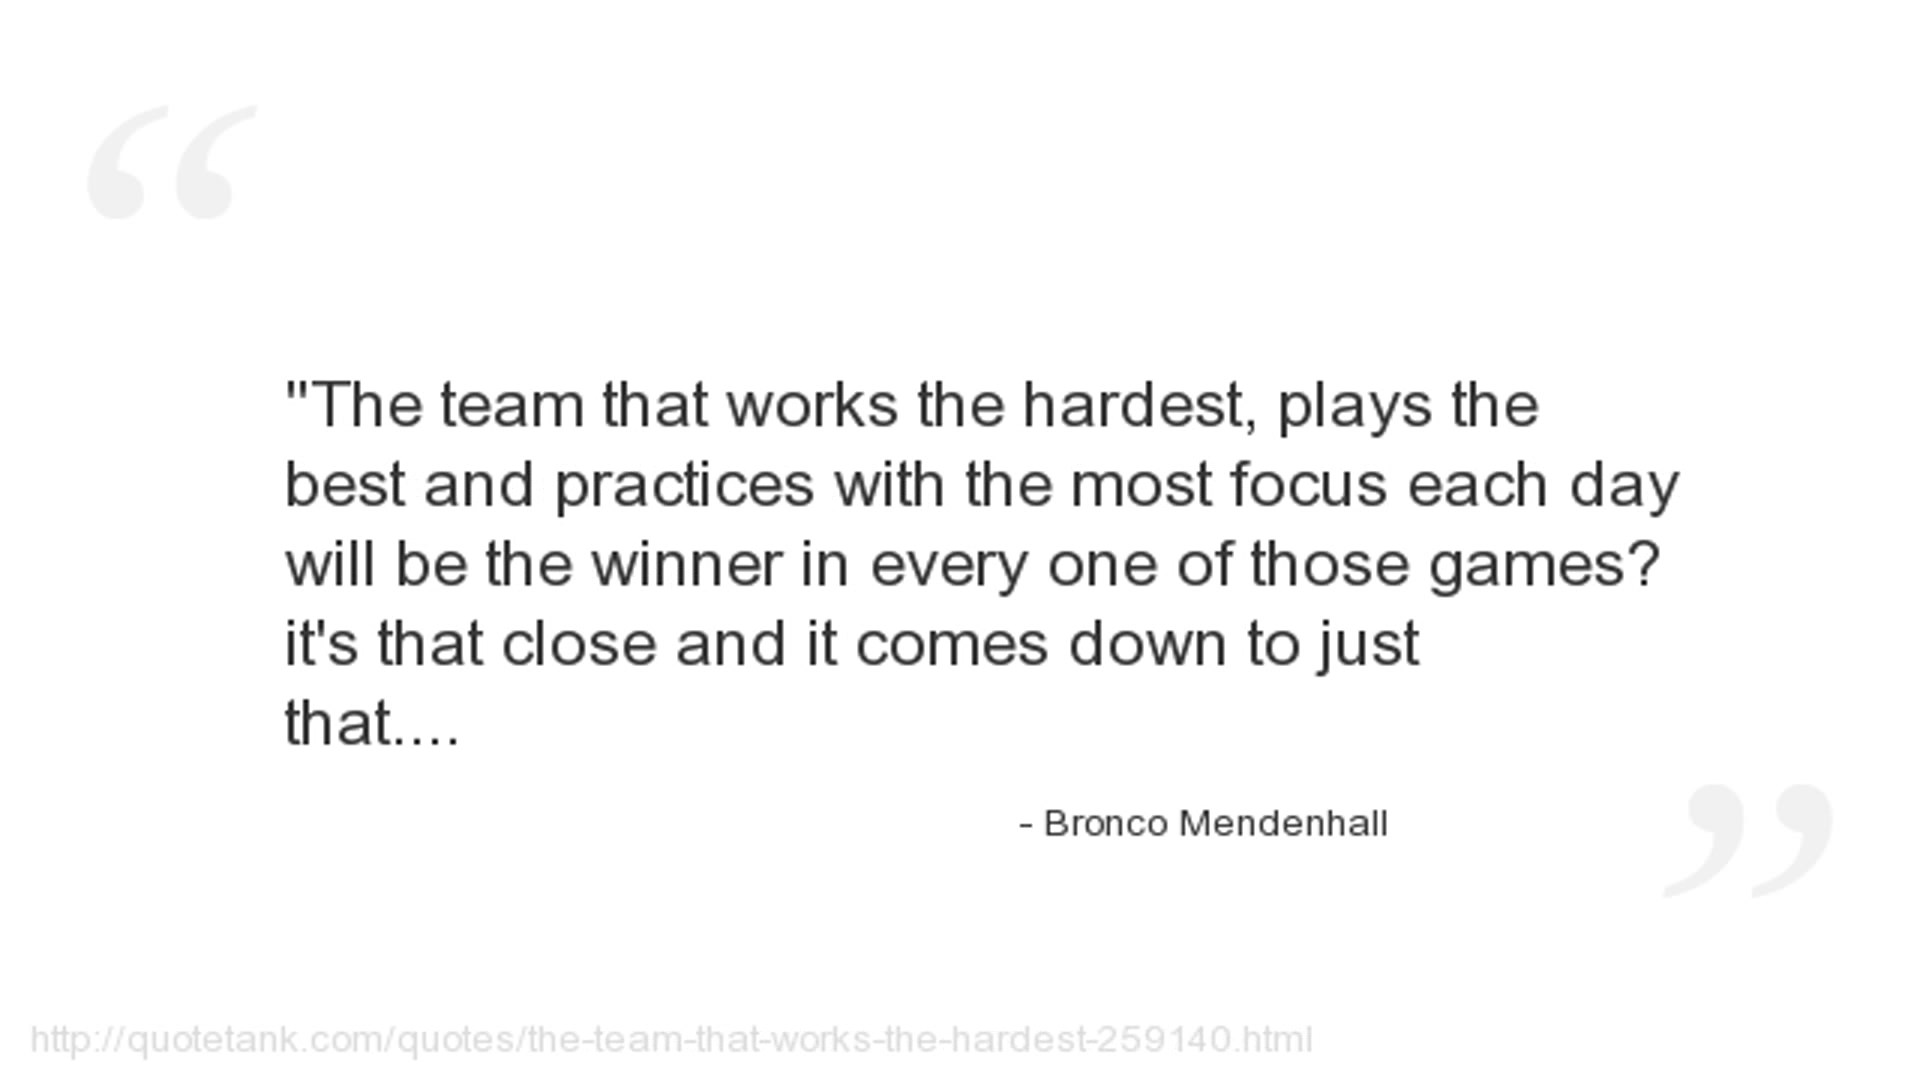 "The team that works the hardest, plays the
best and practices with the most focus each day
will be the winner in every one of those games?
it's that close and it comes down to just
that....
- Bronco Mendenhall
http://quotetank.com/quotes/the-team-that-works-the-hardest-259140.html